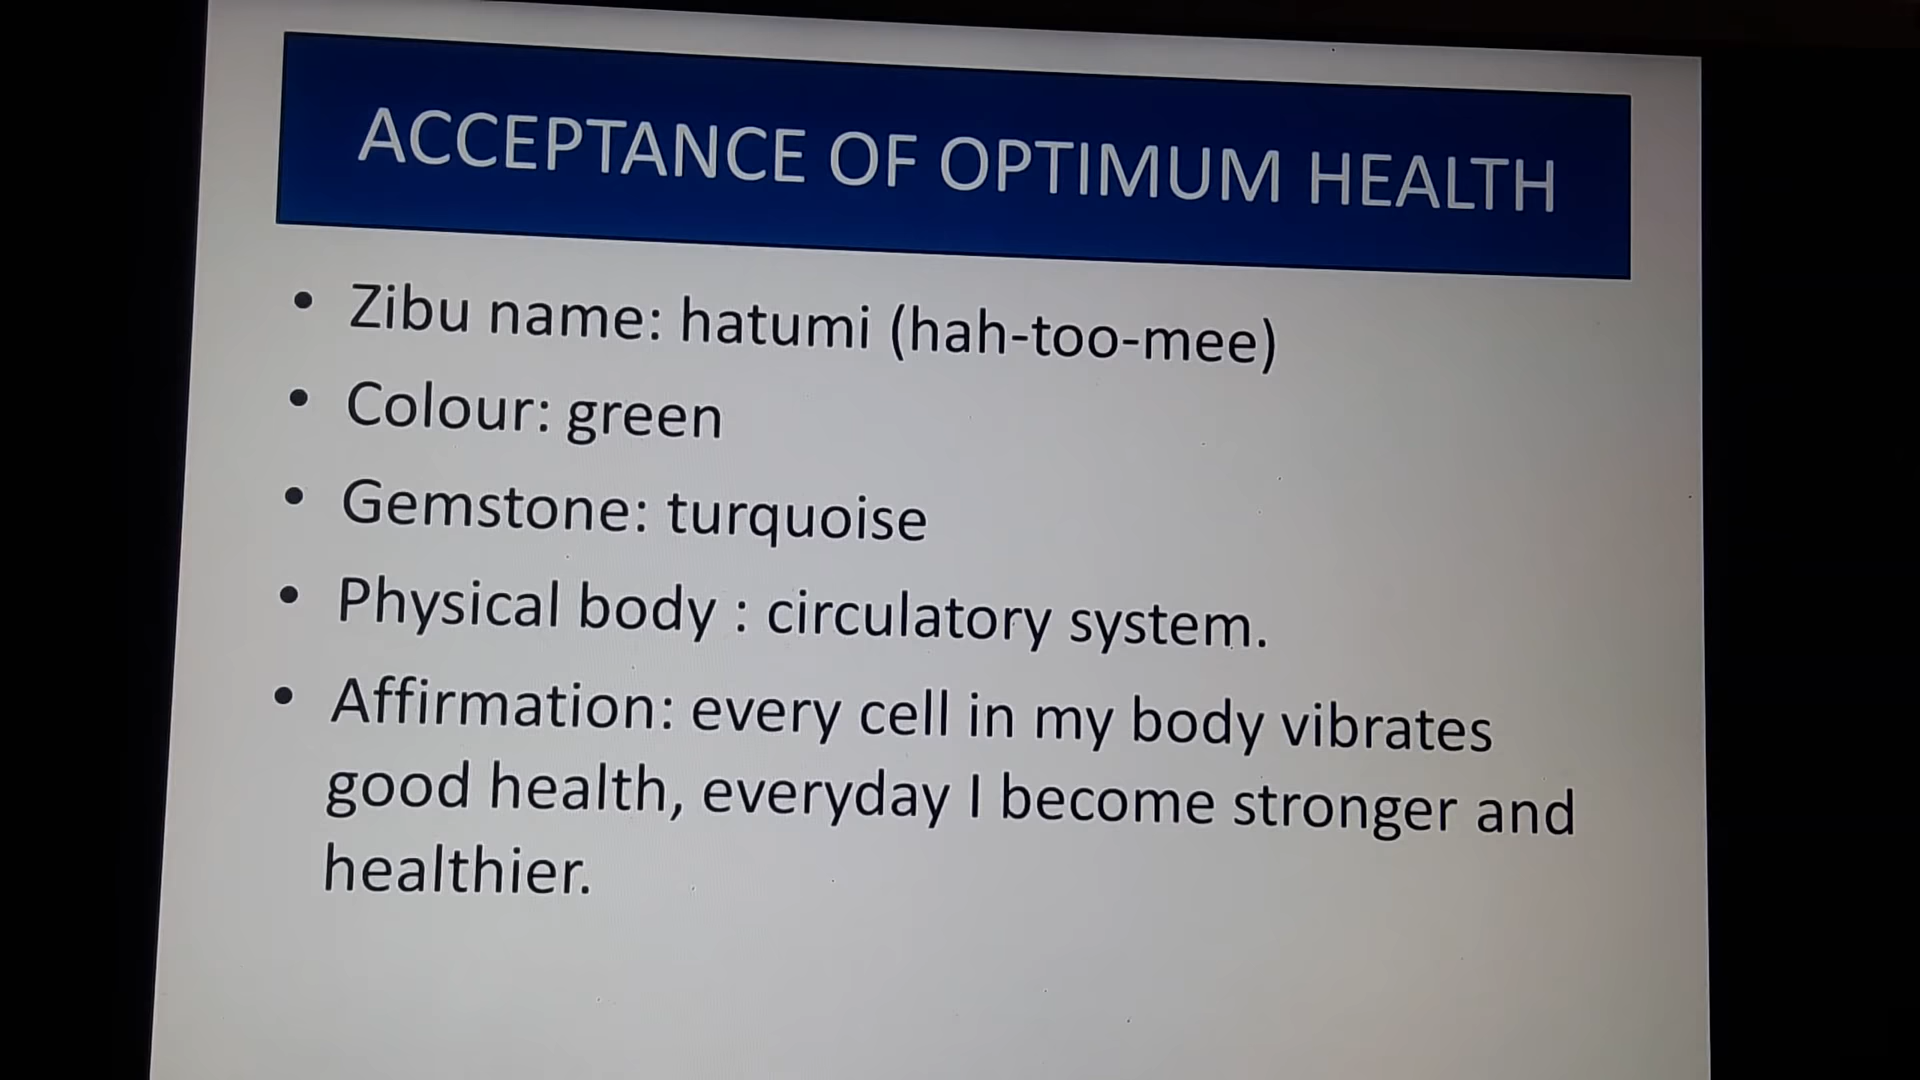 ACCEPTANCE OF OPTIMUM HEALTH
• Zibu name: hatumi (hah-too-mee)
• Colour: green
• Gemstone: turquoise
• Physical body : circulatory system.
• Affirmation: every cell in my body vibrates
good health, everyday I become stronger and
healthier.